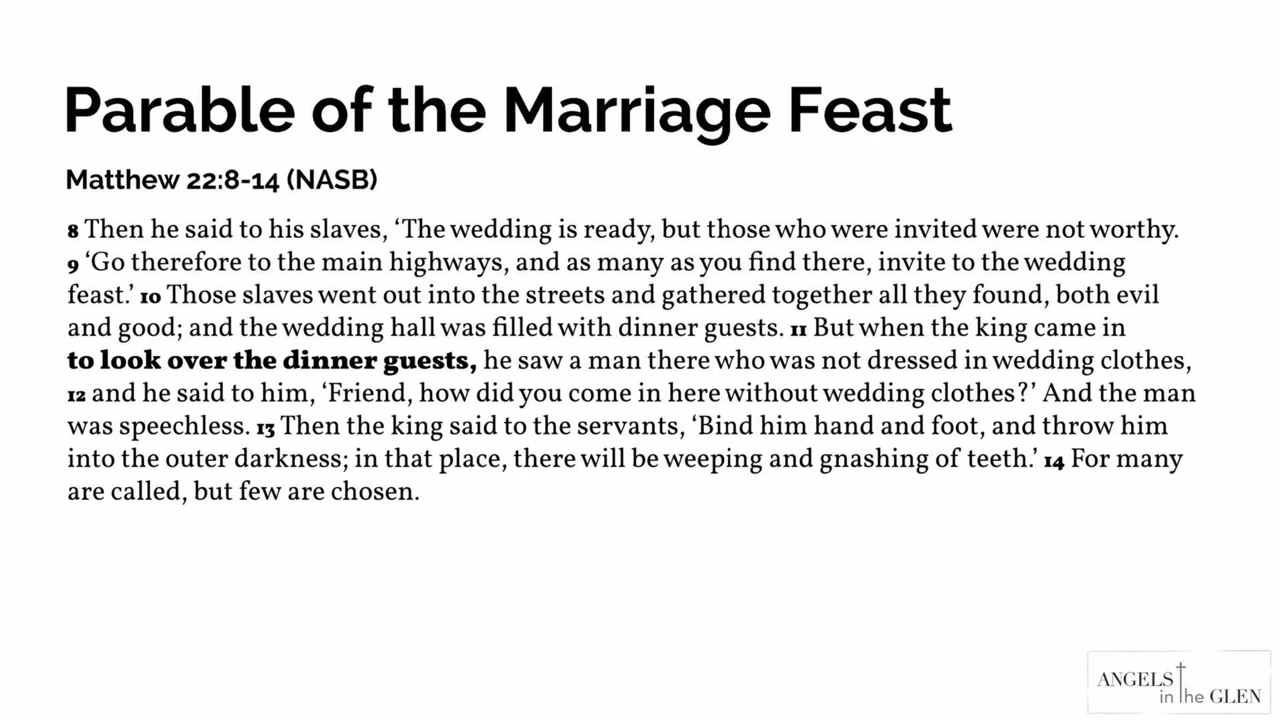 Parable of the Marriage Feast
Matthew 22:8-14 (NASB)
8 Then he said to his slaves, ‘The wedding is ready, but those who were invited were not worthy.
9 ‘Go therefore to the main highways, and as many as you find there, invite to the wedding
feast.’ 10 Those slaves went out into the streets and gathered together all they found, both evil
and good; and the wedding hall was filled with dinner guests. 11 But when the king came in
to look over the dinner guests, he saw a man there who was not dressed in wedding clothes,
12 and he said to him, ‘Friend, how did you come in here without wedding clothes?’ And the man
was speechless. 13 Then the king said to the servants, ‘Bind him hand and foot, and throw him
into the outer darkness; in that place, there will be weeping and gnashing of teeth.’ 14 For many
are called, but few are chosen.
ANGELS
in the GLEN